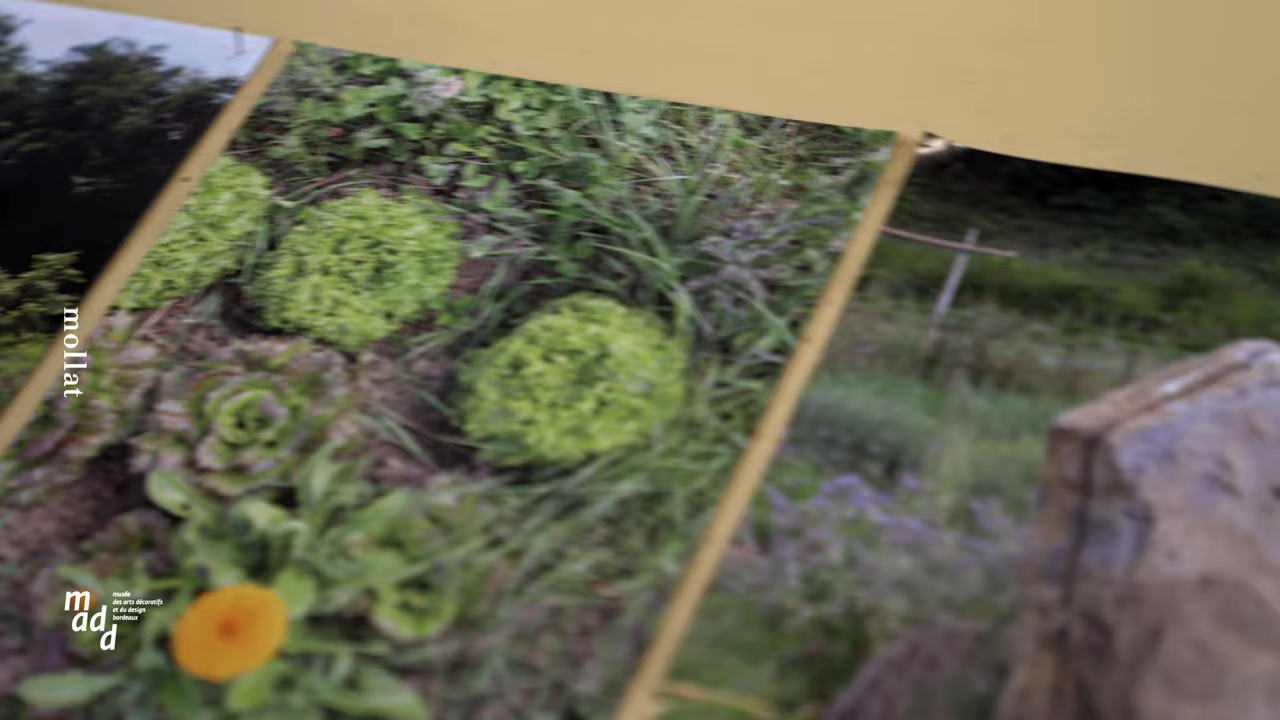 mollat
madd
musée
des arts décoratifs
et du design
bordeaux